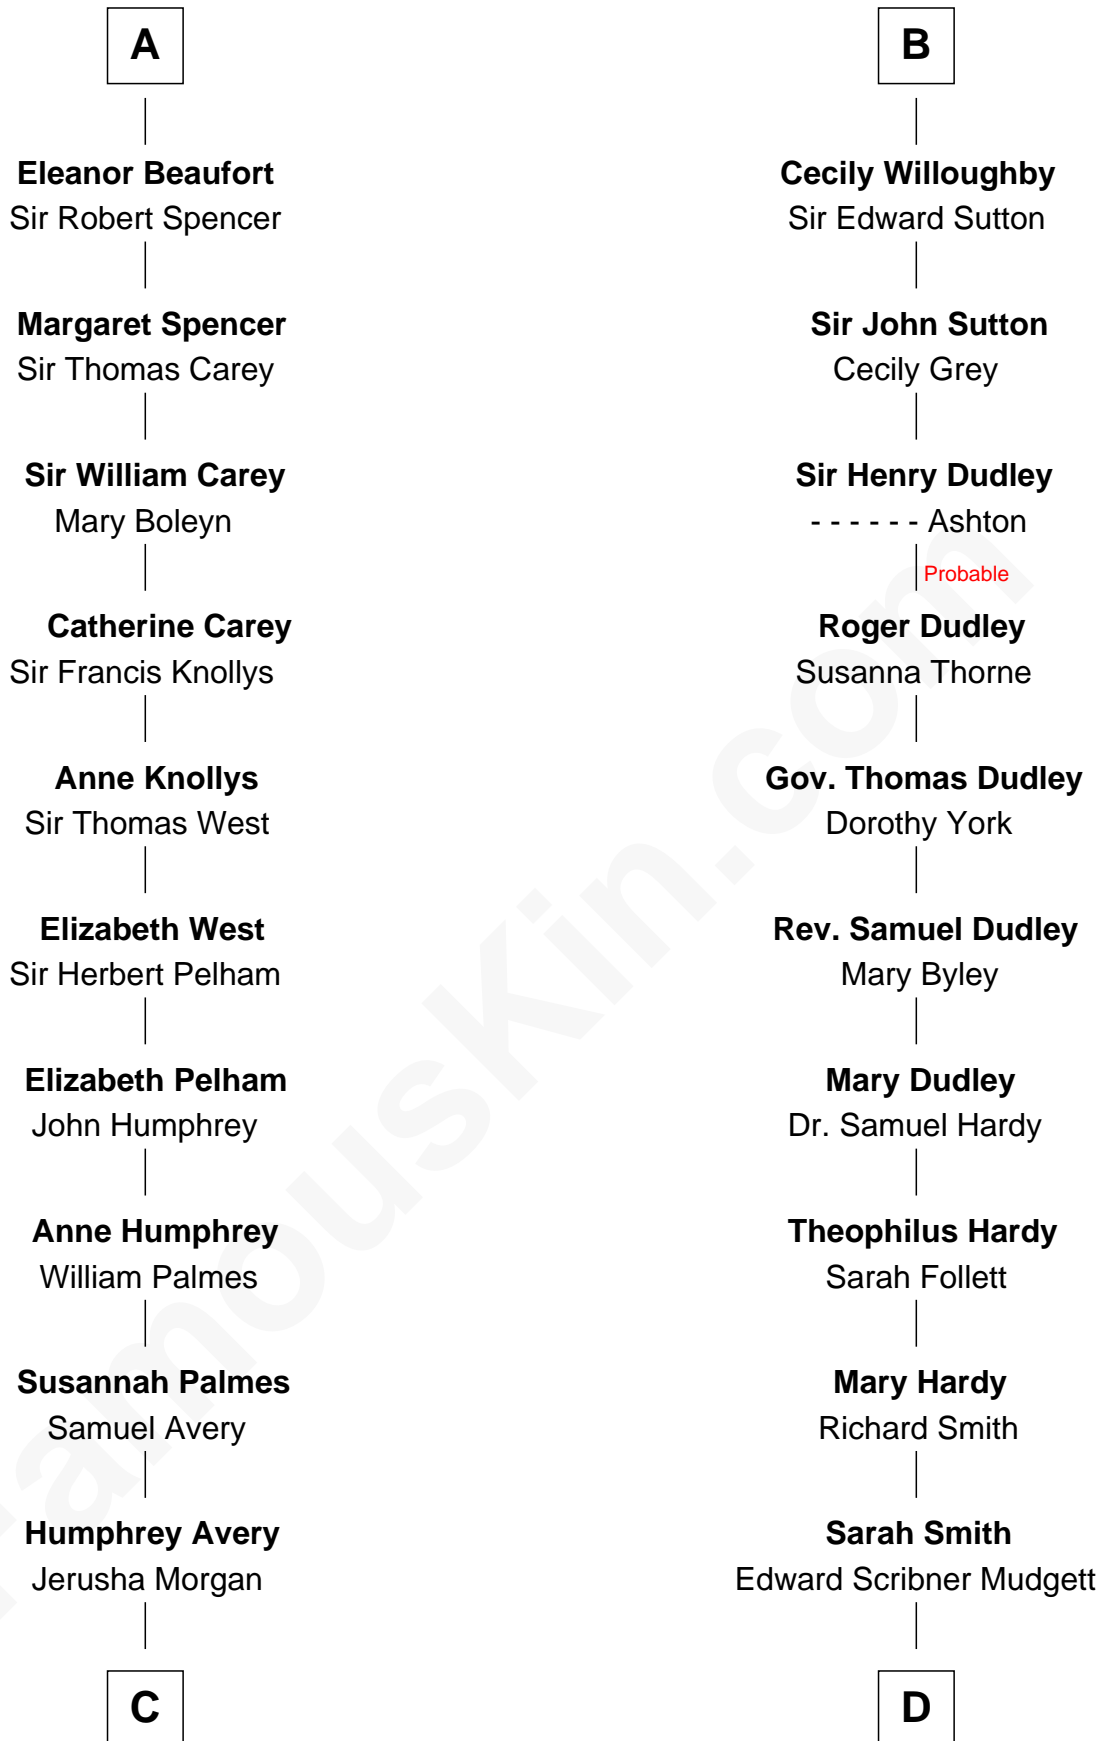 A
Eleanor Beaufort
Sir Robert Spencer
Margaret Spencer
Sir Thomas Carey
Sir William Carey
Mary Boleyn
Catherine Carey
Sir Francis Knollys
Anne Knollys
Sir Thomas West
Elizabeth West
Sir Herbert Pelham
Elizabeth Pelham
John Humphrey
Anne Humphrey
William Palmes
Susannah Palmes
Samuel Avery
Humphrey Avery
Jerusha Morgan
C
B
Cecily Willoughby
Sir Edward Sutton
Sir John Sutton
Cecily Grey
Sir Henry Dudley
- - - - - - Ashton
Probable
Roger Dudley
Susanna Thorne
Gov. Thomas Dudley
Dorothy York
Rev. Samuel Dudley
Mary Byley
Mary Dudley
Dr. Samuel Hardy
Theophilus Hardy
Sarah Follett
Mary Hardy
Richard Smith
Sarah Smith
Edward Scribner Mudgett
D
FamousKin.com